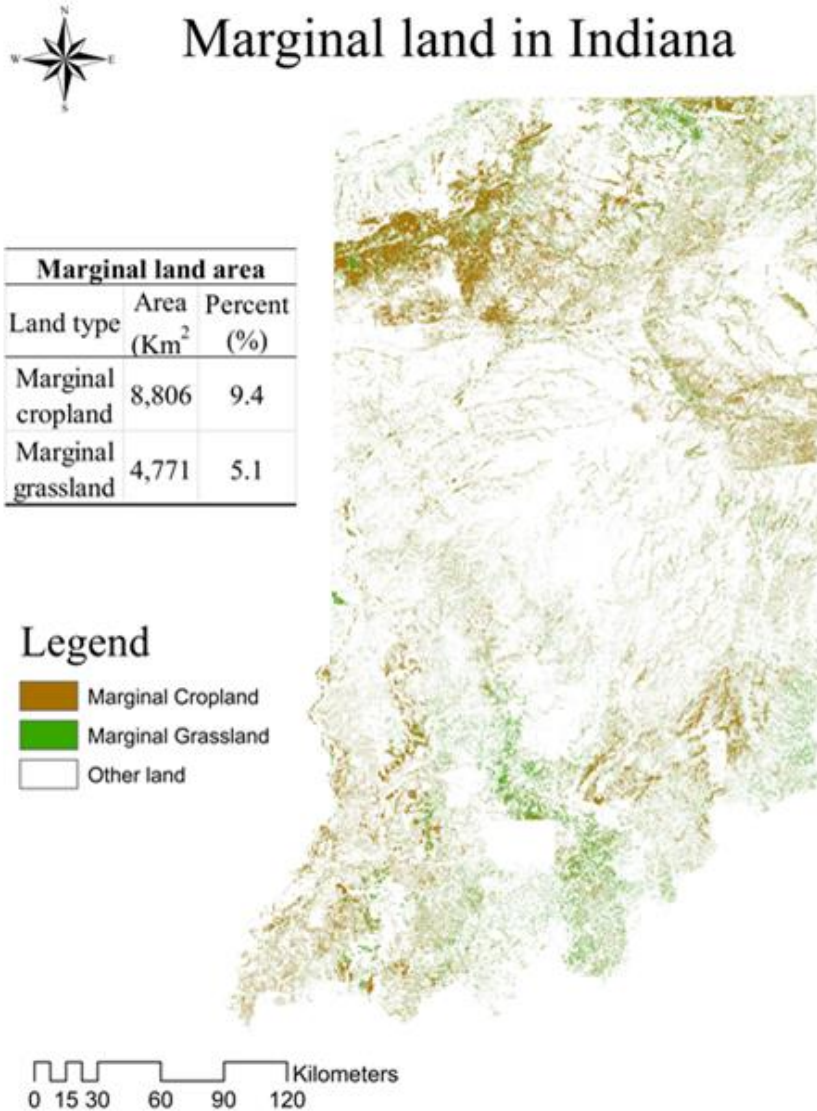 Marginal land in Indiana
N
W E
S
Marginal land area
Land type Area (Km2 Percent (%)
Marginal cropland 8,806 9.4
Marginal grassland 4,771 5.1
Legend
Marginal Cropland
Marginal Grassland
Other land
Kilometers
0 15 30 60 90 120